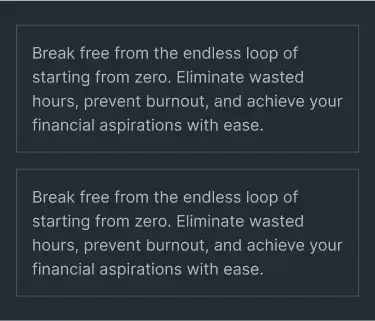 Break free from the endless loop of
starting from zero. Eliminate wasted
hours, prevent burnout, and achieve your
financial aspirations with ease.
Break free from the endless loop of
starting from zero. Eliminate wasted
hours, prevent burnout, and achieve your
financial aspirations with ease.